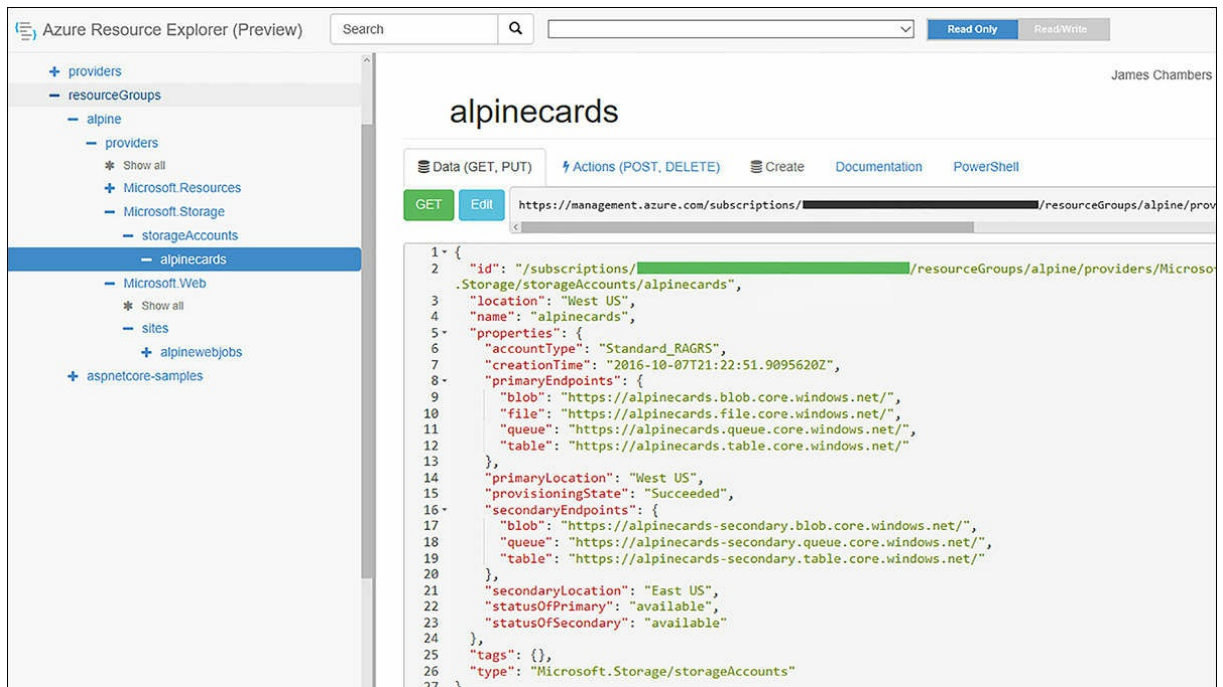 Azure Resource Explorer (Preview)
Search
Read Only
Read/Write
providers
resourceGroups
alpine
providers
Show all
Microsoft.Resources
Microsoft.Storage
storageAccounts
alpinecards
Microsoft.Web
Show all
sites
alpinewebjobs
aspnetcore-samples
James Chambers
alpinecards
Data (GET, PUT)
Actions (POST, DELETE)
Create
Documentation
PowerShell
GET
Edit
https://management.azure.com/subscriptions/ /resourceGroups/alpine/prov
1 {
2 "id": "/subscriptions/ /resourceGroups/alpine/providers/Microso
.Storage/storageAccounts/alpinecards",
3 "location": "West US",
4 "name": "alpinecards",
5 "properties": {
6 "accountType": "Standard_RAGRS",
7 "creationTime": "2016-10-07T21:22:51.9095620Z",
8 "primaryEndpoints": {
9 "blob": "https://alpinecards.blob.core.windows.net/",
10 "file": "https://alpinecards.file.core.windows.net/",
11 "queue": "https://alpinecards.queue.core.windows.net/",
12 "table": "https://alpinecards.table.core.windows.net/"
13 },
14 "primaryLocation": "West US",
15 "provisioningState": "Succeeded",
16 "secondaryEndpoints": {
17 "blob": "https://alpinecards-secondary.blob.core.windows.net/",
18 "queue": "https://alpinecards-secondary.queue.core.windows.net/",
19 "table": "https://alpinecards-secondary.table.core.windows.net/"
20 },
21 "secondaryLocation": "East US",
22 "statusOfPrimary": "available",
23 "statusOfSecondary": "available"
24 },
25 "tags": {},
26 "type": "Microsoft.Storage/storageAccounts"
27 }